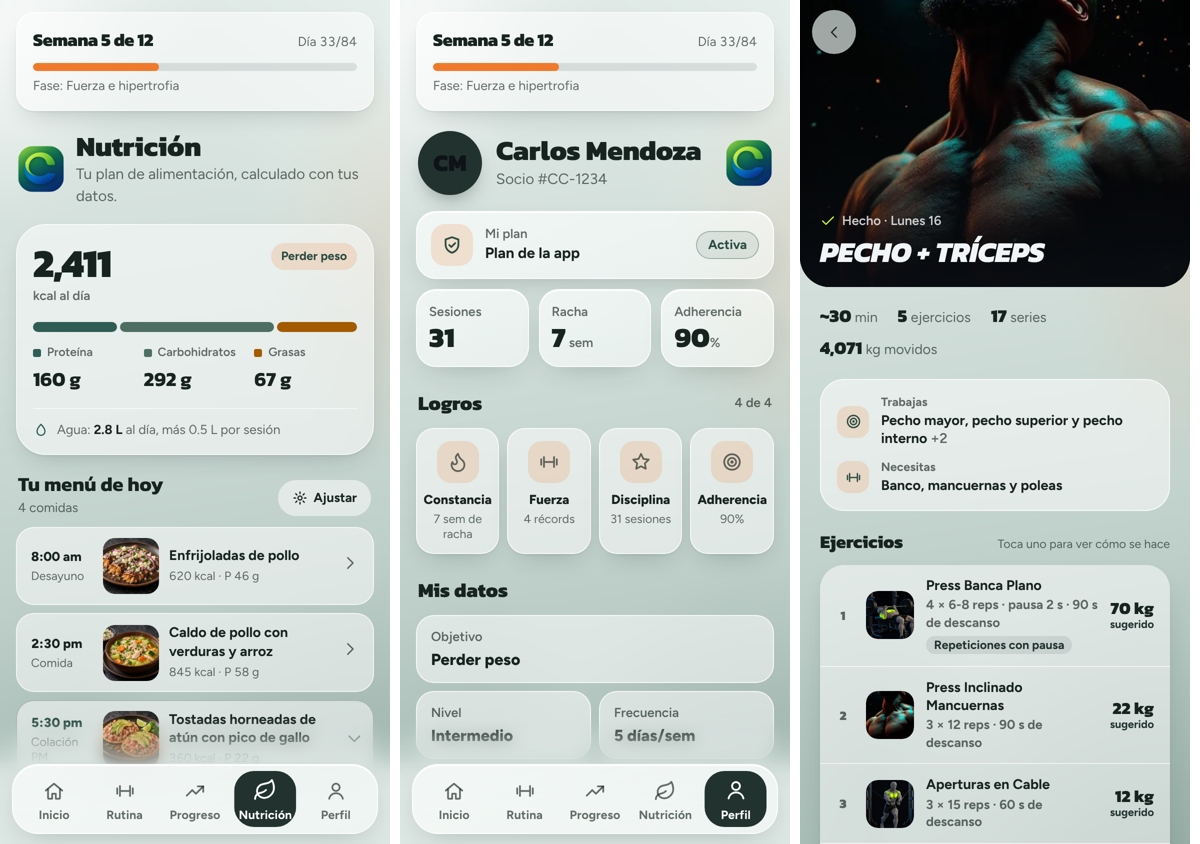 Semana 5 de 12
Día 33/84
Fase: Fuerza e hipertrofia
Nutrición
Tu plan de alimentación, calculado con tus
datos.
2,411
Perder peso
kcal al día
Proteína
Carbohidratos
Grasas
160 g
292 g
67 g
Agua: 2.8 L al día, más 0.5 L por sesión
Tu menú de hoy
4 comidas
Ajustar
8:00 am
Desayuno
Enfrijoladas de pollo
620 kcal · P 46 g
2:30 pm
Comida
Caldo de pollo con
verduras y arroz
845 kcal · P 58 g
5:30 pm
Colación
PM
Tostadas horneadas de
atún con pico de gallo
360 kcal · P 22 g
Inicio
Rutina
Progreso
Nutrición
Perfil
Semana 5 de 12
Día 33/84
Fase: Fuerza e hipertrofia
CM
Carlos Mendoza
Socio #CC-1234
Mi plan
Plan de la app
Activa
Sesiones
31
Racha
7 sem
Adherencia
90%
Logros
4 de 4
Constancia
7 sem de
racha
Fuerza
4 récords
Disciplina
31 sesiones
Adherencia
90%
Mis datos
Objetivo
Perder peso
Nivel
Intermedio
Frecuencia
5 días/sem
Inicio
Rutina
Progreso
Nutrición
Perfil
Hecho · Lunes 16
PECHO + TRÍCEPS
~30 min
5 ejercicios
17 series
4,071 kg movidos
Trabajas
Pecho mayor, pecho superior y pecho
interno +2
Necesitas
Banco, mancuernas y poleas
Ejercicios
Toca uno para ver cómo se hace
1
Press Banca Plano
4 × 6-8 reps · pausa 2 s · 90 s
de descanso
Repeticiones con pausa
70 kg
sugerido
2
Press Inclinado
Mancuernas
3 × 12 reps · 90 s de
descanso
22 kg
sugerido
3
Aperturas en Cable
3 × 15 reps · 60 s de
descanso
12 kg
sugerido